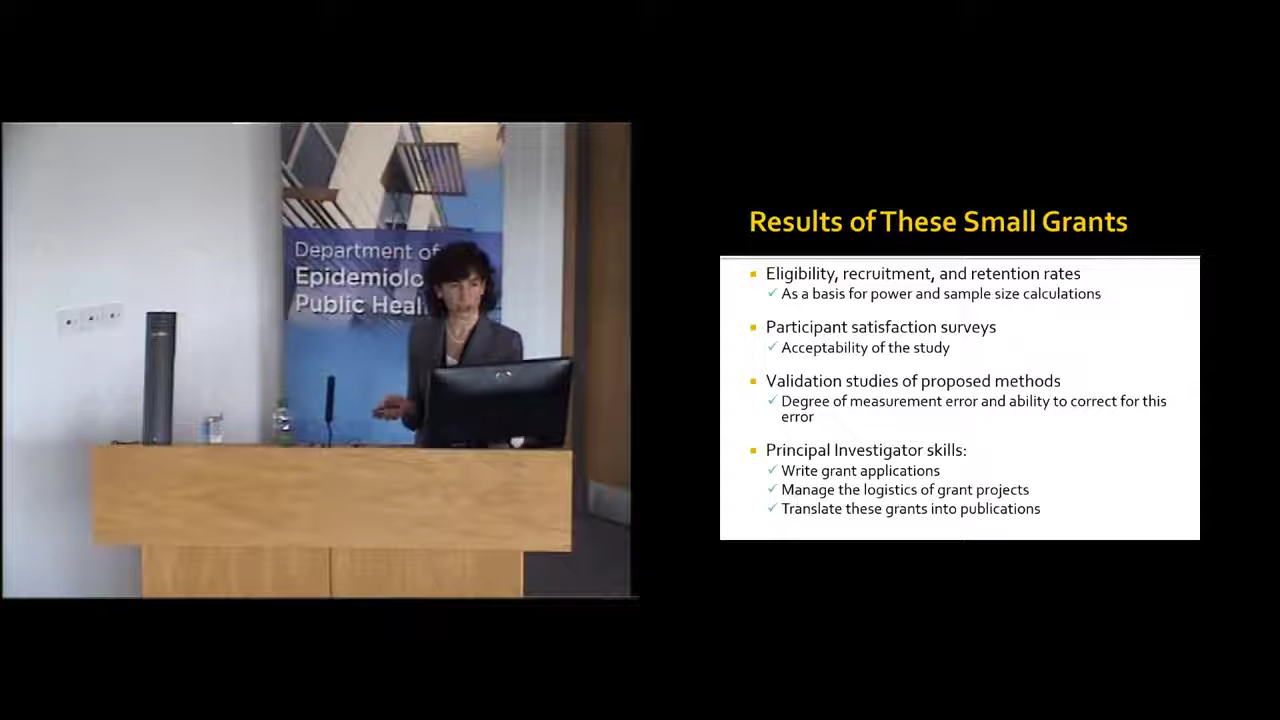 Department of
Epidemiolo
Public Heal
Results of These Small Grants
Eligibility, recruitment, and retention rates
As a basis for power and sample size calculations
Participant satisfaction surveys
Acceptability of the study
Validation studies of proposed methods
Degree of measurement error and ability to correct for this
error
Principal Investigator skills:
Write grant applications
Manage the logistics of grant projects
Translate these grants into publications